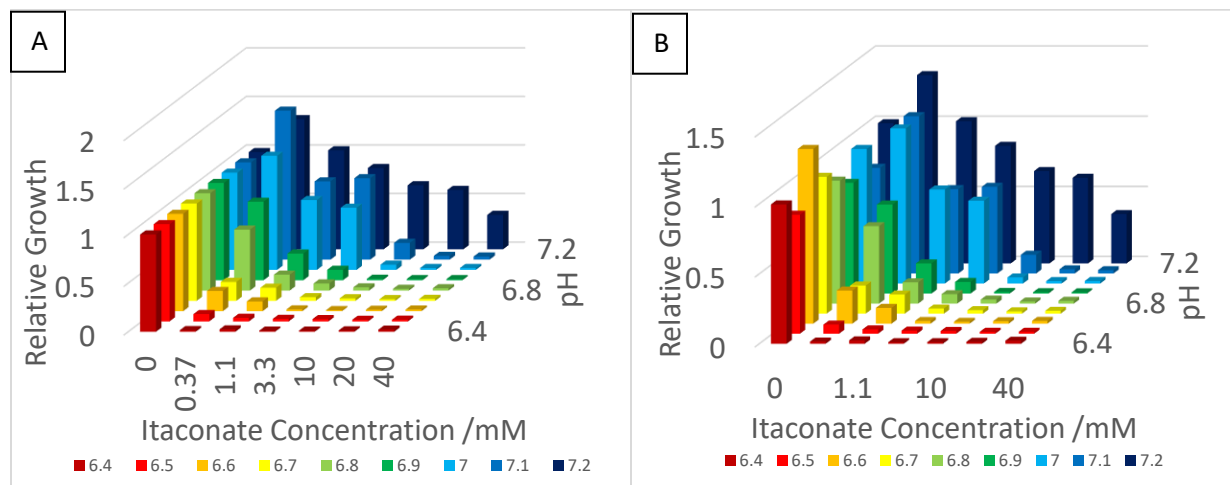 A
Relative Growth
2
1.5
1
0.5
0
0
0.37
1.1
3.3
10
20
40
7.2
6.8
6.4
pH
Itaconate Concentration /mM
6.4 6.5 6.6 6.7 6.8 6.9 7 7.1 7.2
B
Relative Growth
1.5
1
0.5
0
0 1.1 10 40
7.2
6.8
6.4
pH
Itaconate Concentration /mM
6.4 6.5 6.6 6.7 6.8 6.9 7 7.1 7.2